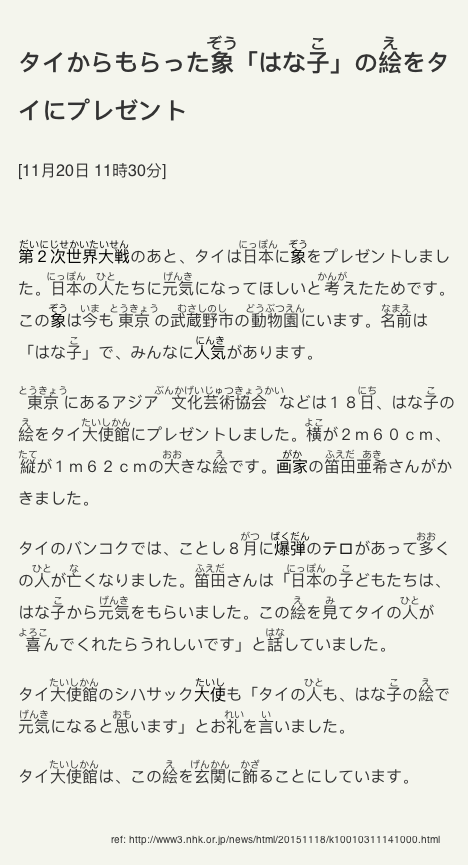 タイからもらった象「はな子」の絵をタ
イにプレゼント
[11月20日 11時30分]
第２次世界大戦のあと、タイは日本に象をプレゼントしまし
た。日本の人たちに元気になってほしいと考えたためです。
この象は今も東京の武蔵野市の動物園にいます。名前は
「はな子」で、みんなに人気があります。
東京にあるアジア文化芸術協会などは１８日、はな子の
絵をタイ大使館にプレゼントしました。横が２ｍ６０ｃｍ、
縦が１ｍ６２ｃｍの大きな絵です。画家の笛田亜希さんがか
きました。
タイのバンコクでは、ことし８月に爆弾のテロがあって多く
の人が亡くなりました。笛田さんは「日本の子どもたちは、
はな子から元気をもらいました。この絵を見てタイの人が
喜んでくれたらうれしいです」と話していました。
タイ大使館のシハサック大使も「タイの人も、はな子の絵で
元気になると思います」とお礼を言いました。
タイ大使館は、この絵を玄関に飾ることにしています。
ref: http://www3.nhk.or.jp/news/html/20151118/k10010311141000.html